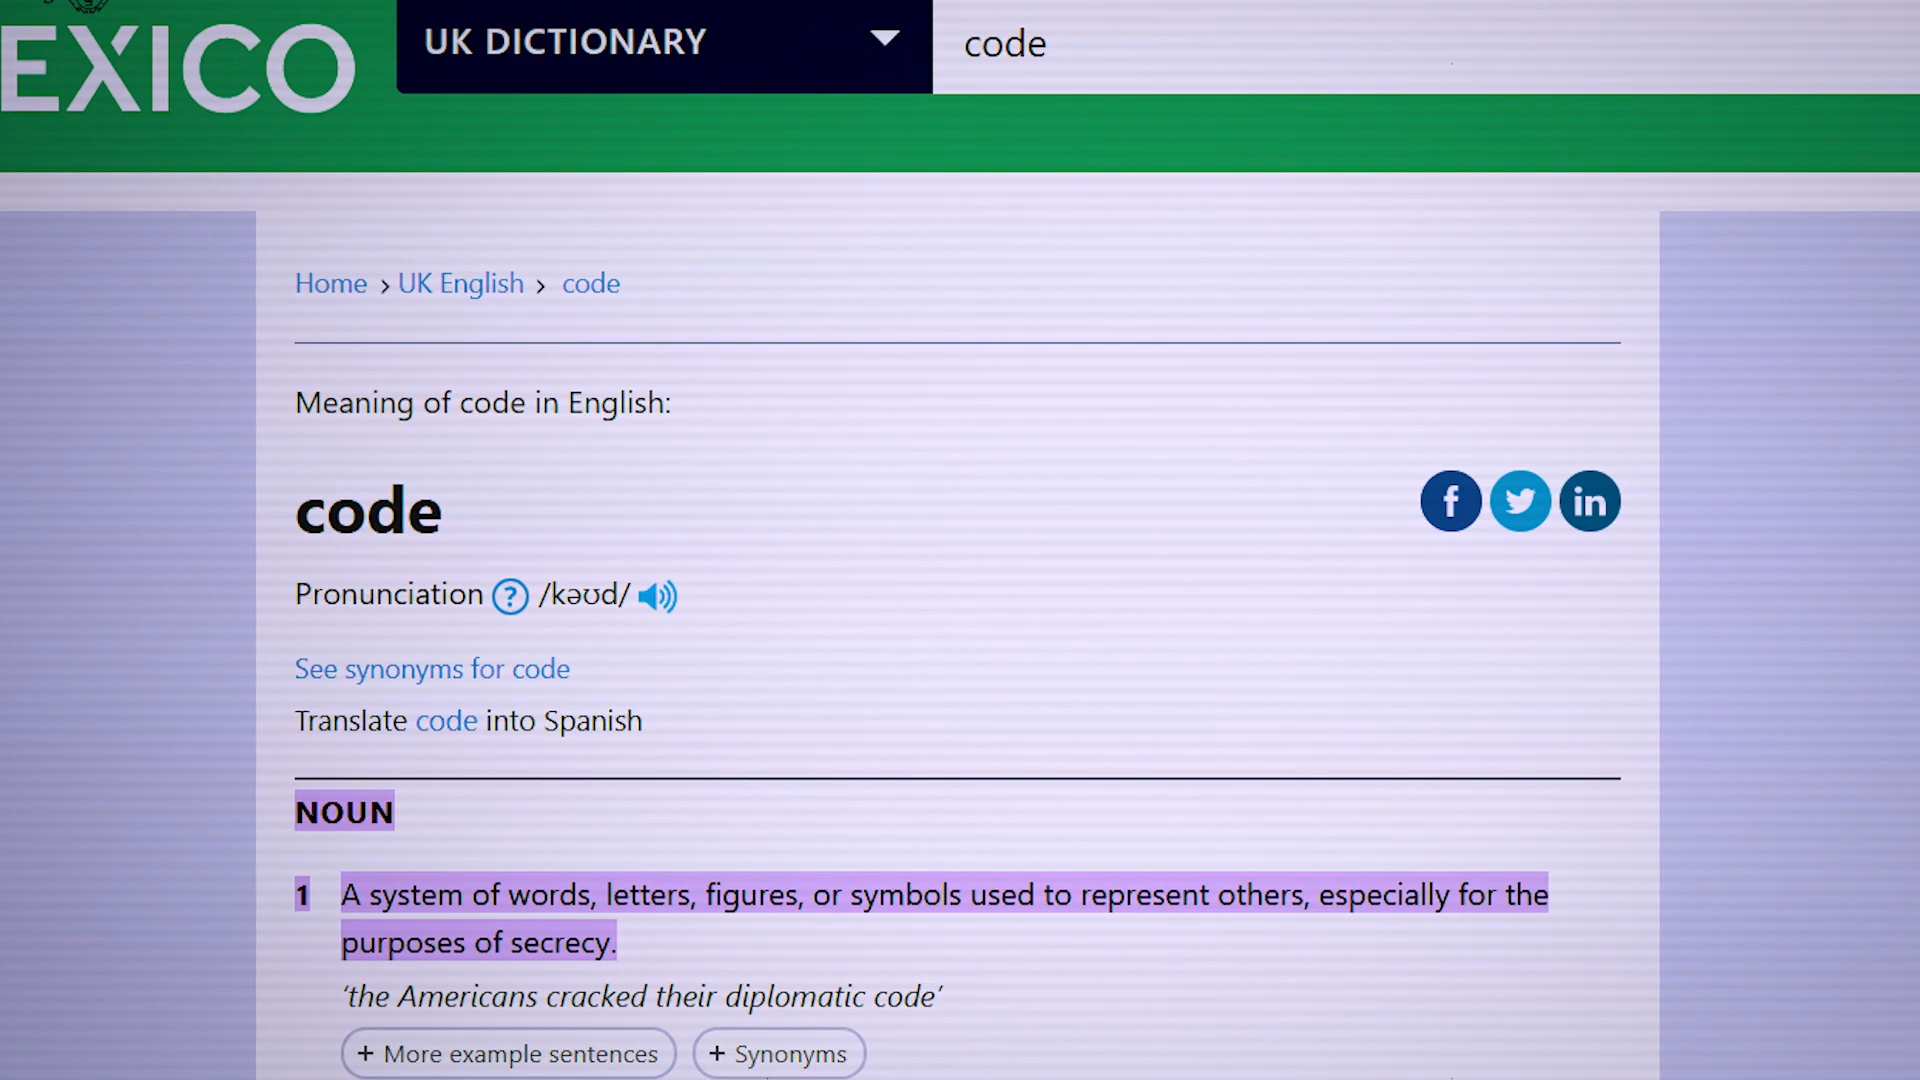 EXICO
UK DICTIONARY
code
Home › UK English › code
Meaning of code in English:
code
Pronunciation ? /kəʊd/
See synonyms for code
Translate code into Spanish
NOUN
1 A system of words, letters, figures, or symbols used to represent others, especially for the
purposes of secrecy.
‘the Americans cracked their diplomatic code’
+ More example sentences
+ Synonyms